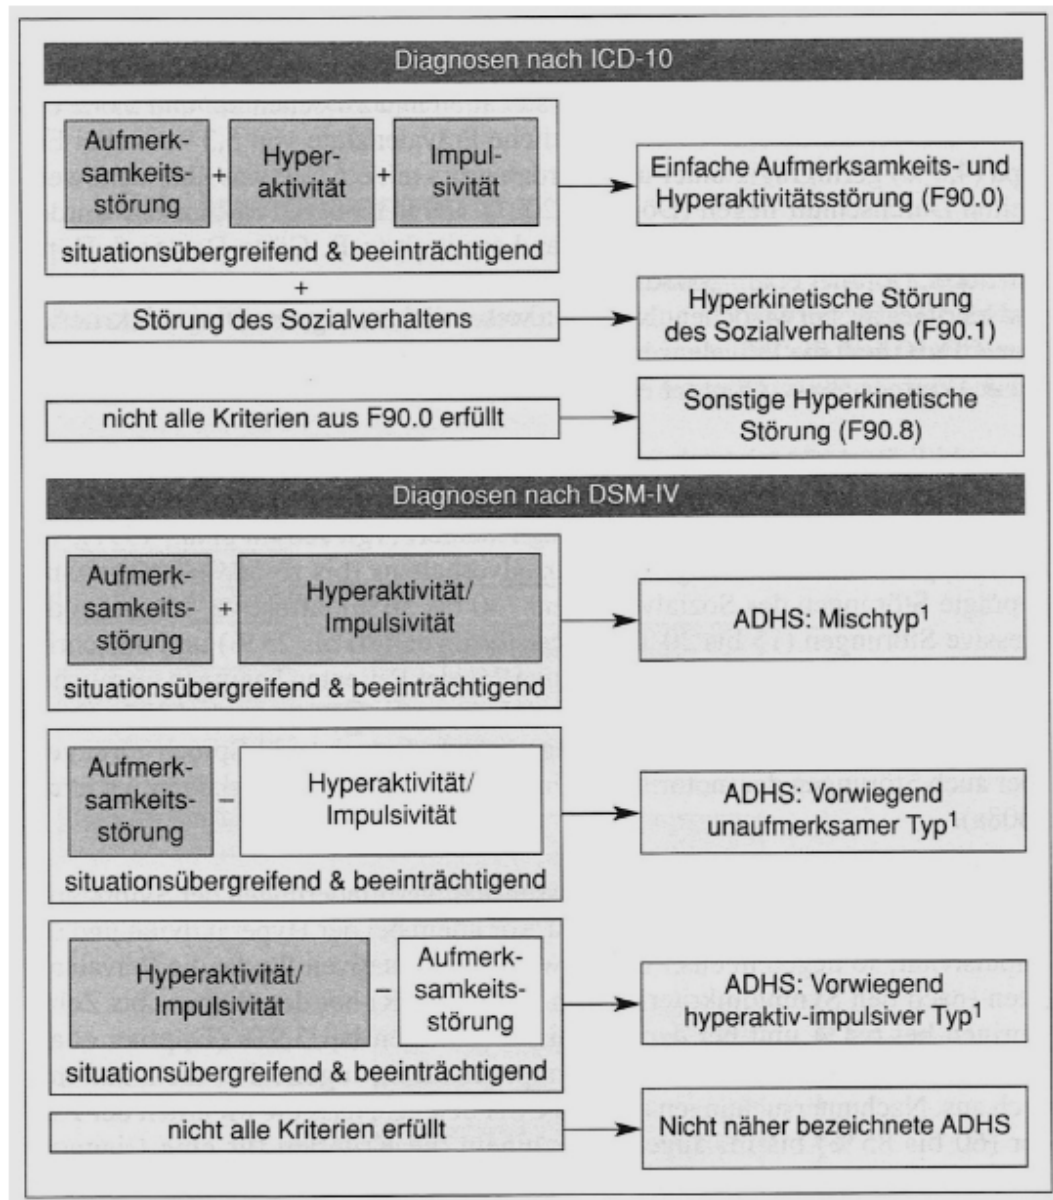 Diagnosen nach ICD-10
Aufmerk-
samkeits-
störung
+
Hyper-
aktivität
+
Impul-
sivität
situationsübergreifend & beeinträchtigend
Einfache Aufmerksamkeits- und
Hyperaktivitätsstörung (F90.0)
+
Störung des Sozialverhaltens
Hyperkinetische Störung
des Sozialverhaltens (F90.1)
nicht alle Kriterien aus F90.0 erfüllt
Sonstige Hyperkinetische
Störung (F90.8)
Diagnosen nach DSM-IV
Aufmerk-
samkeits-
störung
+
Hyperaktivität/
Impulsivität
situationsübergreifend & beeinträchtigend
ADHS: Mischtyp¹
Aufmerk-
samkeits-
störung
–
Hyperaktivität/
Impulsivität
situationsübergreifend & beeinträchtigend
ADHS: Vorwiegend
unaufmerksamer Typ¹
Hyperaktivität/
Impulsivität
–
Aufmerk-
samkeits-
störung
situationsübergreifend & beeinträchtigend
ADHS: Vorwiegend
hyperaktiv-impulsiver Typ¹
nicht alle Kriterien erfüllt
Nicht näher bezeichnete ADHS